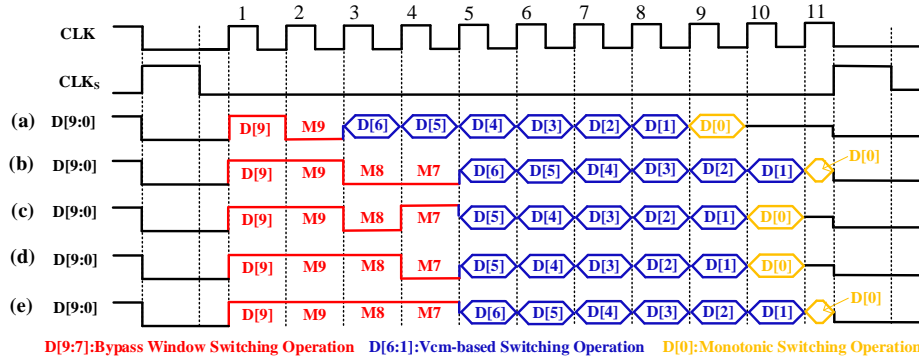 1 2 3 4 5 6 7 8 9 10 11
CLK
CLKS
(a) D[9:0] D[9] M9 D[6] D[5] D[4] D[3] D[2] D[1] D[0]
D[0]
(b) D[9:0] D[9] M9 M8 M7 D[6] D[5] D[4] D[3] D[2] D[1]
(c) D[9:0] D[9] M9 M8 M7 D[5] D[4] D[3] D[2] D[1] D[0]
(d) D[9:0] D[9] M9 M8 M7 D[5] D[4] D[3] D[2] D[1] D[0]
D[0]
(e) D[9:0] D[9] M9 M8 M7 D[6] D[5] D[4] D[3] D[2] D[1]
D[9:7]:Bypass Window Switching Operation D[6:1]:Vcm-based Switching Operation D[0]:Monotonic Switching Operation